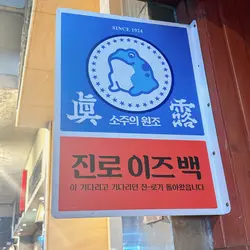 SINCE 1924
眞 露
소주의 원조
진로 이즈 백
이 기다리고 기다리던 진-로가 돌아왔읍니다